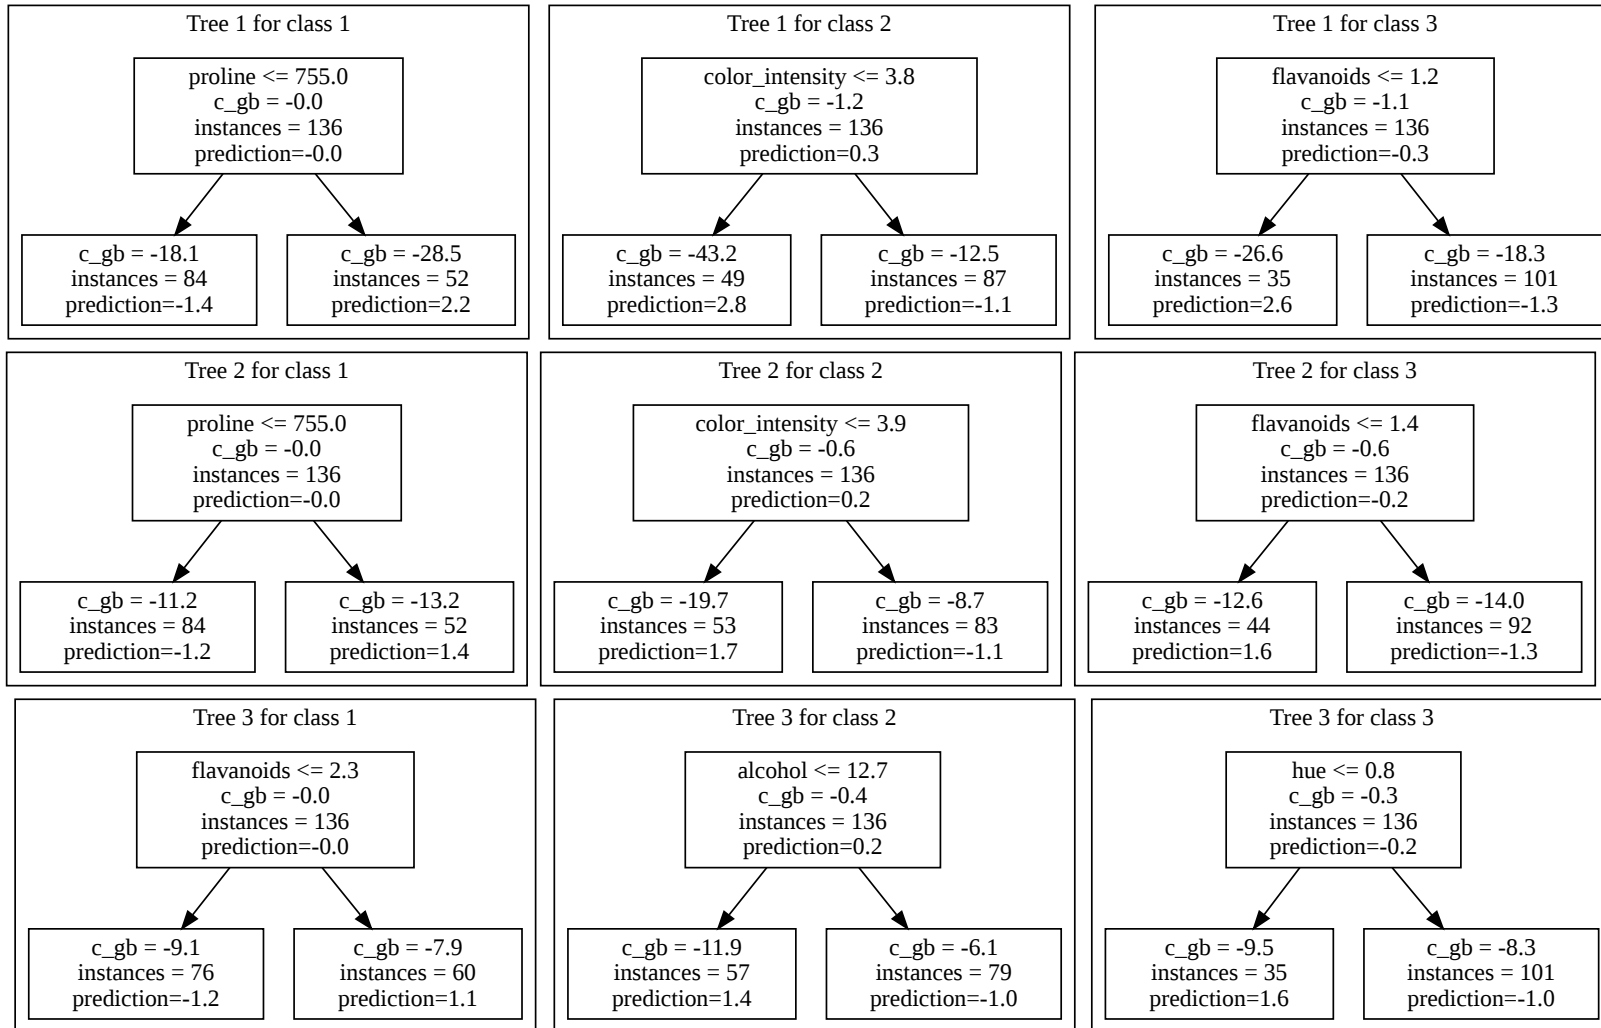 Tree 1 for class 1
proline <= 755.0
c_gb = -0.0
instances = 136
prediction=-0.0
c_gb = -18.1
instances = 84
prediction=-1.4
c_gb = -28.5
instances = 52
prediction=2.2
Tree 1 for class 2
color_intensity <= 3.8
c_gb = -1.2
instances = 136
prediction=0.3
c_gb = -43.2
instances = 49
prediction=2.8
c_gb = -12.5
instances = 87
prediction=-1.1
Tree 1 for class 3
flavanoids <= 1.2
c_gb = -1.1
instances = 136
prediction=-0.3
c_gb = -26.6
instances = 35
prediction=2.6
c_gb = -18.3
instances = 101
prediction=-1.3
Tree 2 for class 1
proline <= 755.0
c_gb = -0.0
instances = 136
prediction=-0.0
c_gb = -11.2
instances = 84
prediction=-1.2
c_gb = -13.2
instances = 52
prediction=1.4
Tree 2 for class 2
color_intensity <= 3.9
c_gb = -0.6
instances = 136
prediction=0.2
c_gb = -19.7
instances = 53
prediction=1.7
c_gb = -8.7
instances = 83
prediction=-1.1
Tree 2 for class 3
flavanoids <= 1.4
c_gb = -0.6
instances = 136
prediction=-0.2
c_gb = -12.6
instances = 44
prediction=1.6
c_gb = -14.0
instances = 92
prediction=-1.3
Tree 3 for class 1
flavanoids <= 2.3
c_gb = -0.0
instances = 136
prediction=-0.0
c_gb = -9.1
instances = 76
prediction=-1.2
c_gb = -7.9
instances = 60
prediction=1.1
Tree 3 for class 2
alcohol <= 12.7
c_gb = -0.4
instances = 136
prediction=0.2
c_gb = -11.9
instances = 57
prediction=1.4
c_gb = -6.1
instances = 79
prediction=-1.0
Tree 3 for class 3
hue <= 0.8
c_gb = -0.3
instances = 136
prediction=-0.2
c_gb = -9.5
instances = 35
prediction=1.6
c_gb = -8.3
instances = 101
prediction=-1.0